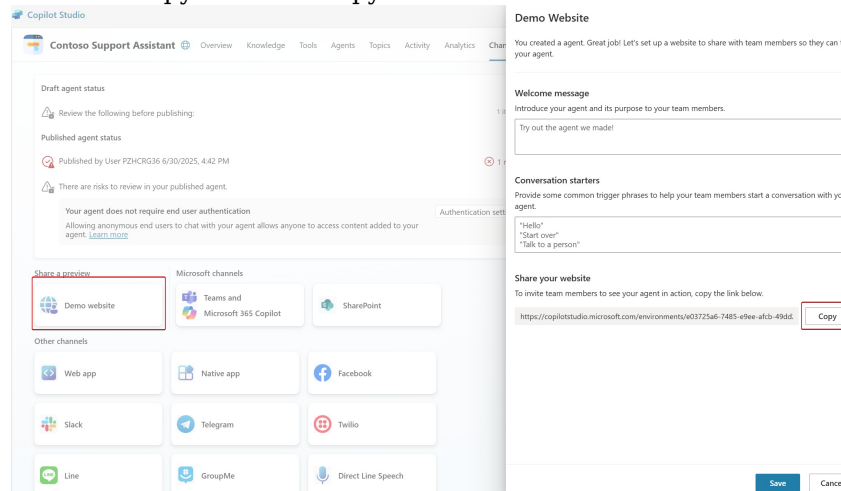 Copilot Studio
Contoso Support Assistant Overview Knowledge Tools Agents Topics Activity Analytics
Draft agent status
Review the following before publishing:
Published agent status
Published by User PZHCRG36 6/30/2025, 4:42 PM
There are risks to review in your published agent.
Your agent does not require end user authentication
Authentication
Allowing anonymous end users to chat with your agent allows anyone to access content added to your
agent. Learn more
Share a preview
Microsoft channels
Demo website
Teams and
Microsoft 365 Copilot
SharePoint
Other channels
Web app
Native app
Facebook
Slack
Telegram
Twilio
Line
GroupMe
Direct Line Speech
Demo Website
You created a agent. Great job! Let's set up a website to share with team members so they can
your agent.
Welcome message
Introduce your agent and its purpose to your team members.
Try out the agent we made!
Conversation starters
Provide some common trigger phrases to help your team members start a conversation with
agent.
"Hello"
"Start over"
"Talk to a person"
Share your website
To invite team members to see your agent in action, copy the link below.
https://copilotstudio.microsoft.com/environments/e03725a6-7485-e9ee-afcb-49dd
Copy
Save
Cance